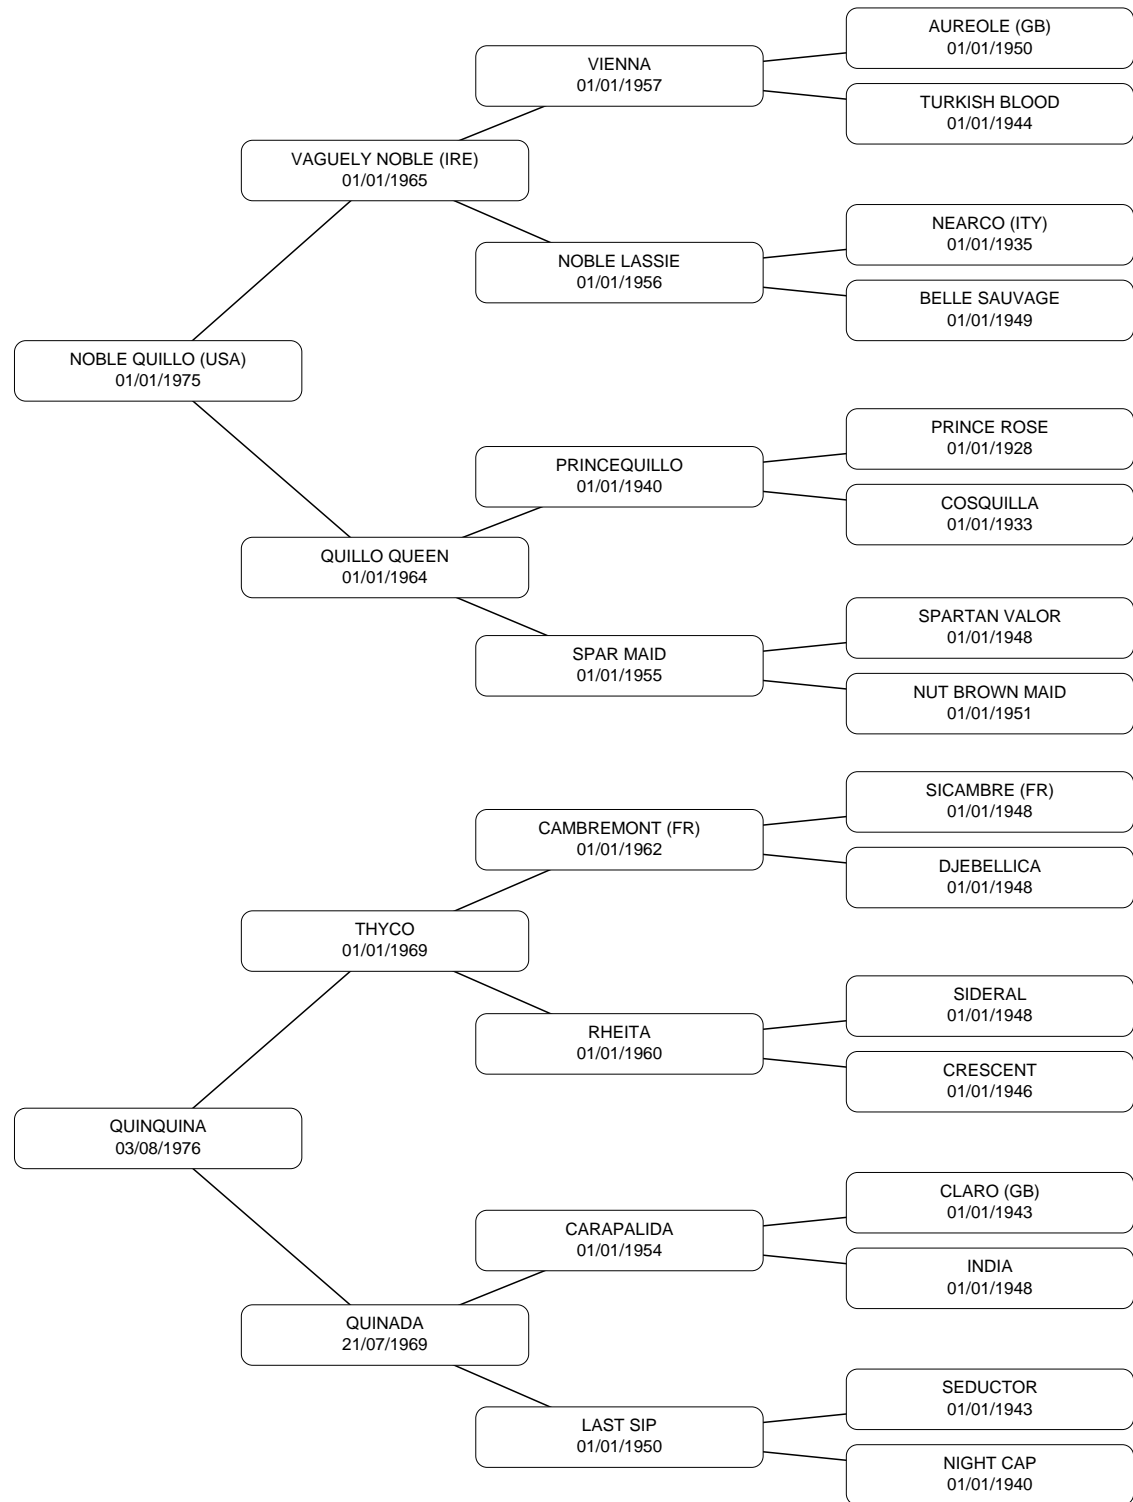 AUREOLE (GB)
01/01/1950
VIENNA
01/01/1957
TURKISH BLOOD
01/01/1944
VAGUELY NOBLE (IRE)
01/01/1965
NEARCO (ITY)
01/01/1935
NOBLE LASSIE
01/01/1956
BELLE SAUVAGE
01/01/1949
NOBLE QUILLO (USA)
01/01/1975
PRINCE ROSE
01/01/1928
PRINCEQUILLO
01/01/1940
COSQUILLA
01/01/1933
QUILLO QUEEN
01/01/1964
SPARTAN VALOR
01/01/1948
SPAR MAID
01/01/1955
NUT BROWN MAID
01/01/1951
SICAMBRE (FR)
01/01/1948
CAMBREMONT (FR)
01/01/1962
DJEBELLICA
01/01/1948
THYCO
01/01/1969
SIDERAL
01/01/1948
RHEITA
01/01/1960
CRESCENT
01/01/1946
QUINQUINA
03/08/1976
CLARO (GB)
01/01/1943
CARAPALIDA
01/01/1954
INDIA
01/01/1948
QUINADA
21/07/1969
SEDUCTOR
01/01/1943
LAST SIP
01/01/1950
NIGHT CAP
01/01/1940